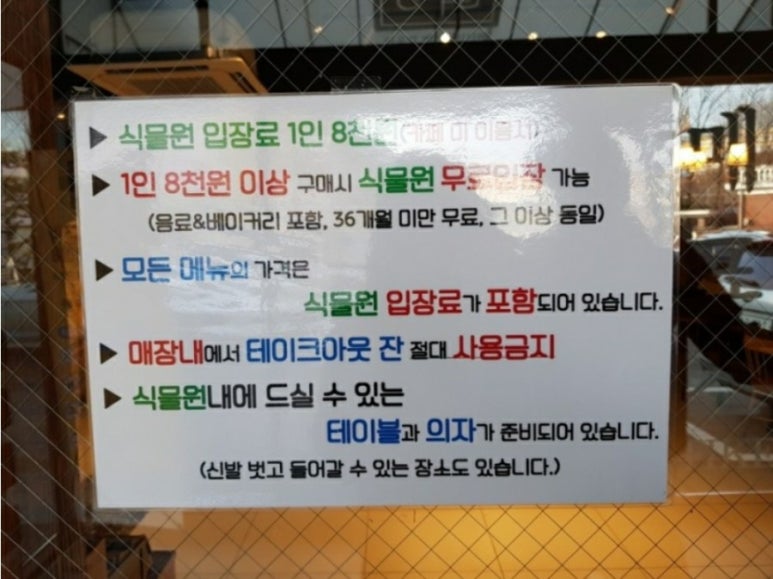 ▶ 식물원 입장료 1인 8천원(카페 미 이용시)
▶ 1인 8천원 이상 구매시 식물원 무료입장 가능
(음료&베이커리 포함, 36개월 미만 무료, 그 이상 동일)
▶ 모든 메뉴의 가격은
식물원 입장료가 포함되어 있습니다.
▶ 매장내에서 테이크아웃 잔 절대 사용금지
▶ 식물원내에 드실 수 있는
테이블과 의자가 준비되어 있습니다.
(신발 벗고 들어갈 수 있는 장소도 있습니다.)